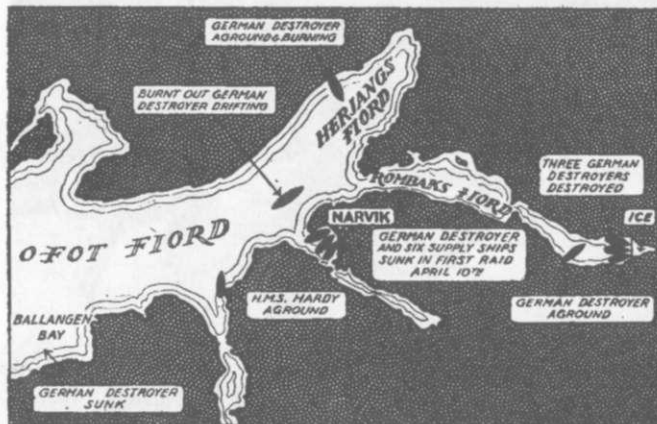 GERMAN DESTROYER
AGROUND & BURNING
BURNT OUT GERMAN
DESTROYER DRIFTING
HERJANGS
FIORD
ROMBAKS FIORD
THREE GERMAN
DESTROYERS
DESTROYED
ICE
NARVIK
OFOT FIORD
GERMAN DESTROYER
AND SIX SUPPLY SHIPS
SUNK IN FIRST RAID
APRIL 10TH
H.M.S. HARDY
AGROUND
GERMAN DESTROYER
AGROUND
BALLANGEN
BAY
GERMAN DESTROYER
SUNK